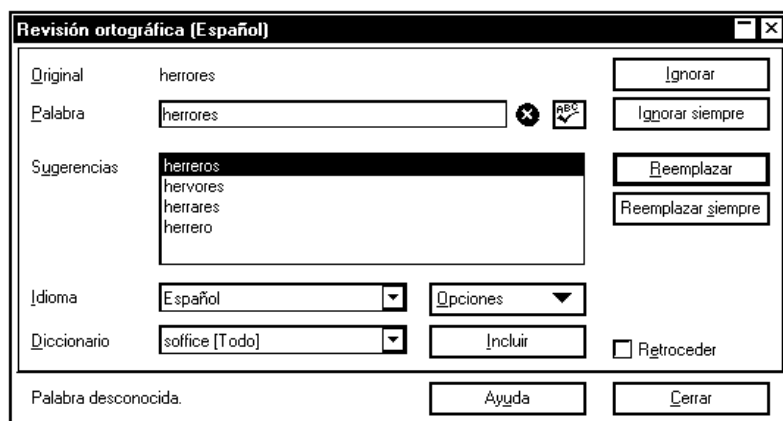 Revisión ortográfica (Español)
Original herrores Ignorar
Palabra herrores ABC Ignorar siempre
Sugerencias herreros Reemplazar
hervores
herrares Reemplazar siempre
herrero
Idioma Español Opciones
Diccionario soffice [Todo] Incluir Retroceder
Palabra desconocida. Ayuda Cerrar